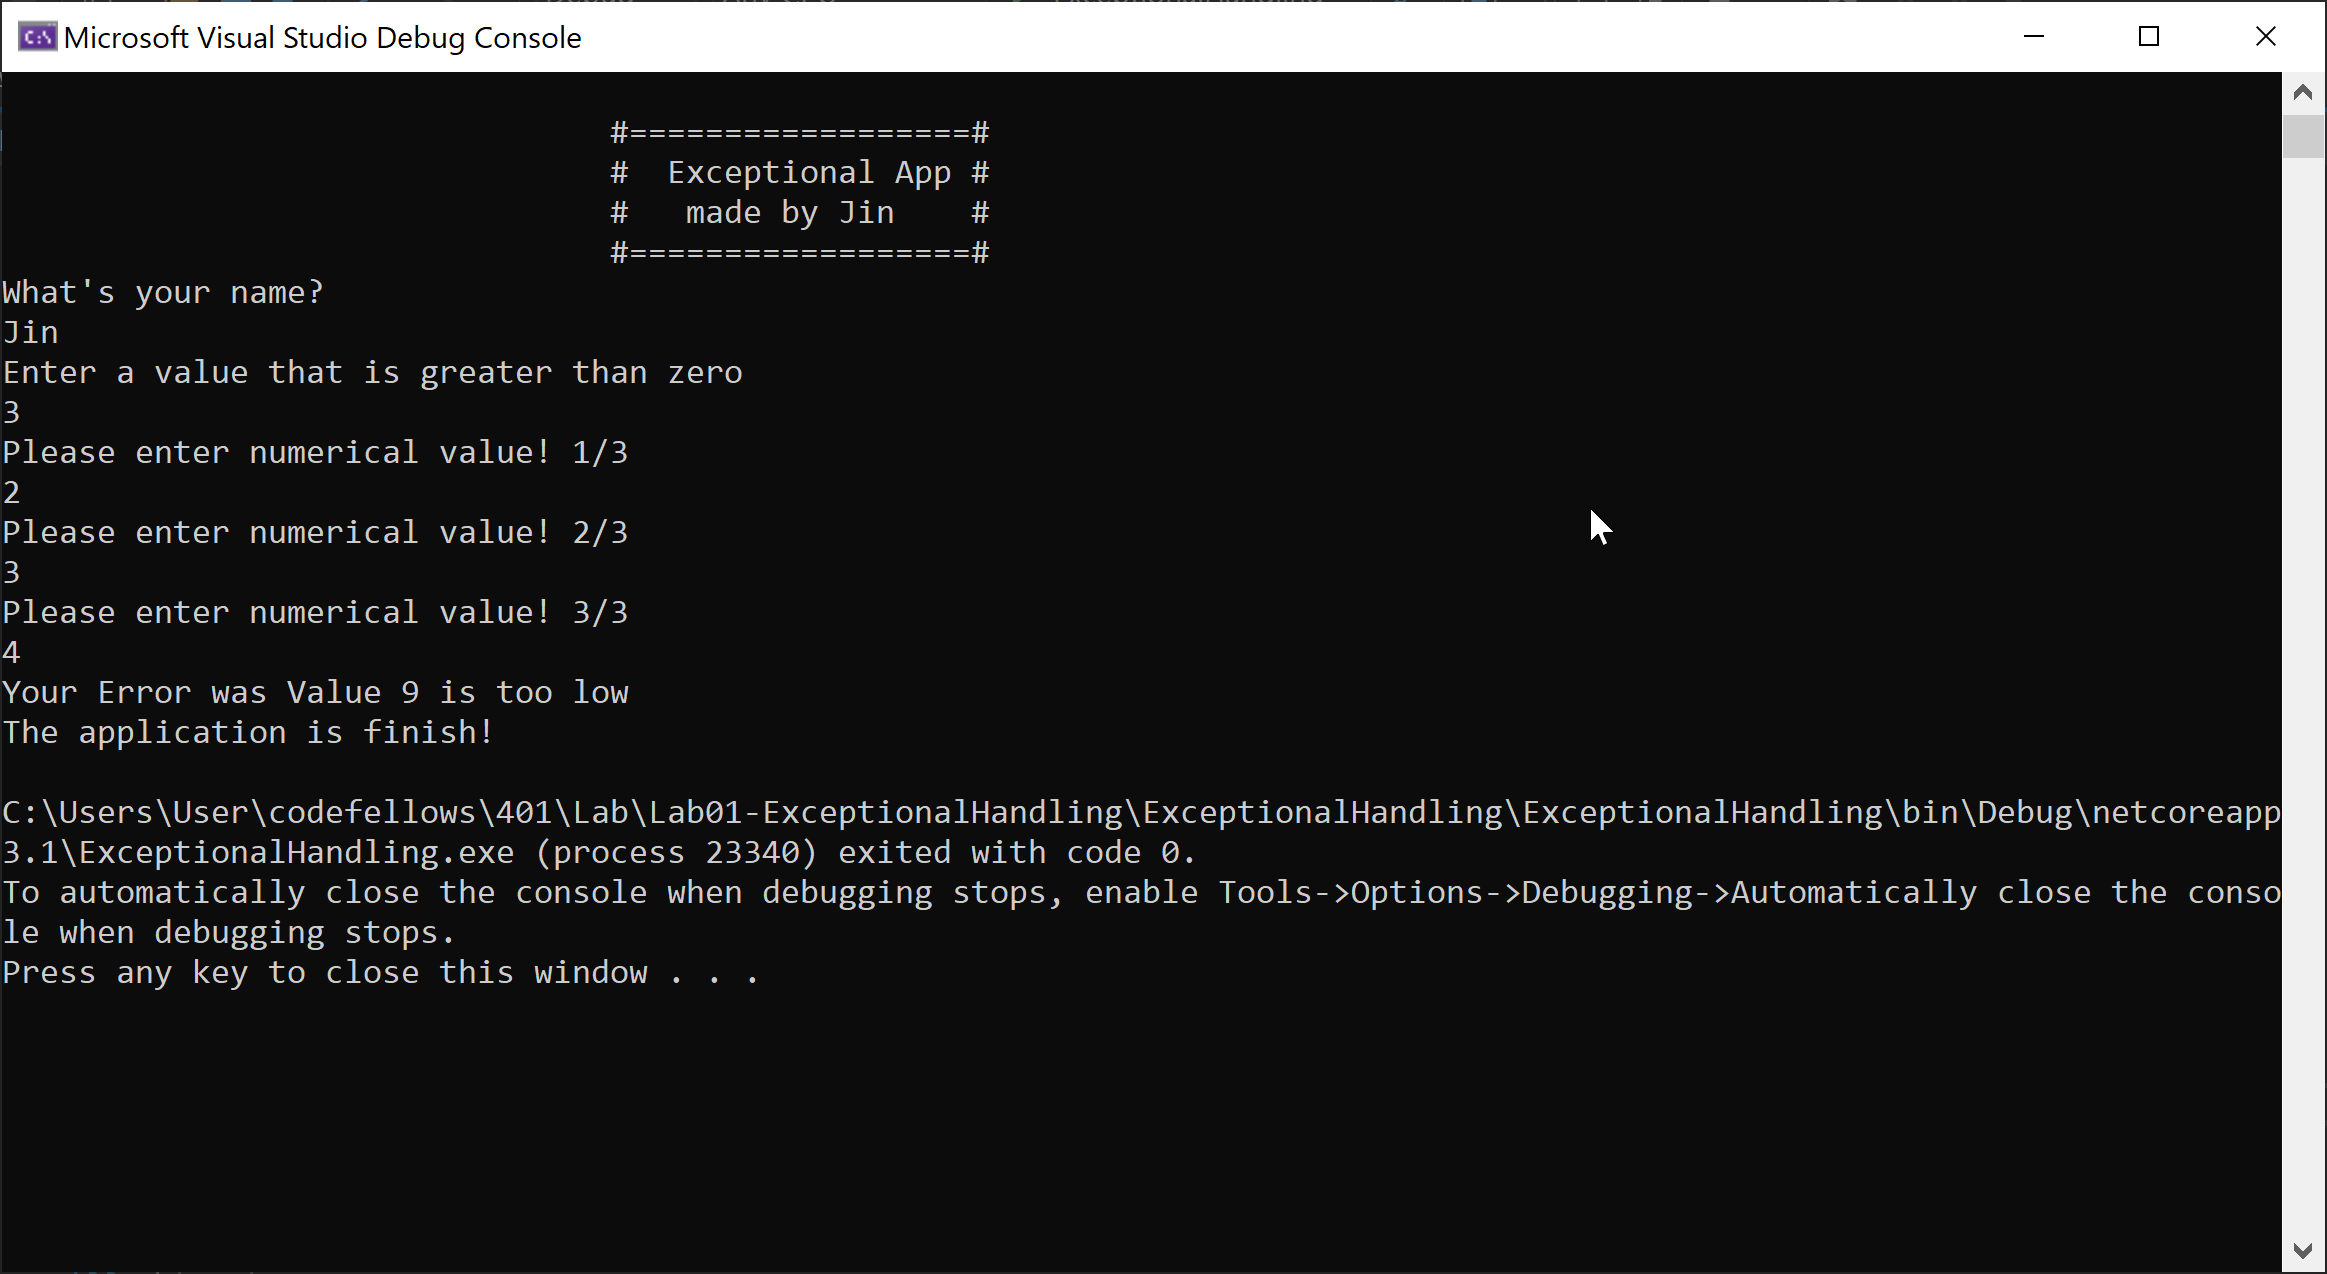 Microsoft Visual Studio Debug Console
#==================#
#  Exceptional App #
#   made by Jin    #
#==================#
What's your name?
Jin
Enter a value that is greater than zero
3
Please enter numerical value! 1/3
2
Please enter numerical value! 2/3
3
Please enter numerical value! 3/3
4
Your Error was Value 9 is too low
The application is finish!
C:\Users\User\codefellows\401\Lab\Lab01-ExceptionalHandling\ExceptionalHandling\ExceptionalHandling\bin\Debug\netcoreapp
3.1\ExceptionalHandling.exe (process 23340) exited with code 0.
To automatically close the console when debugging stops, enable Tools->Options->Debugging->Automatically close the conso
le when debugging stops.
Press any key to close this window . . .